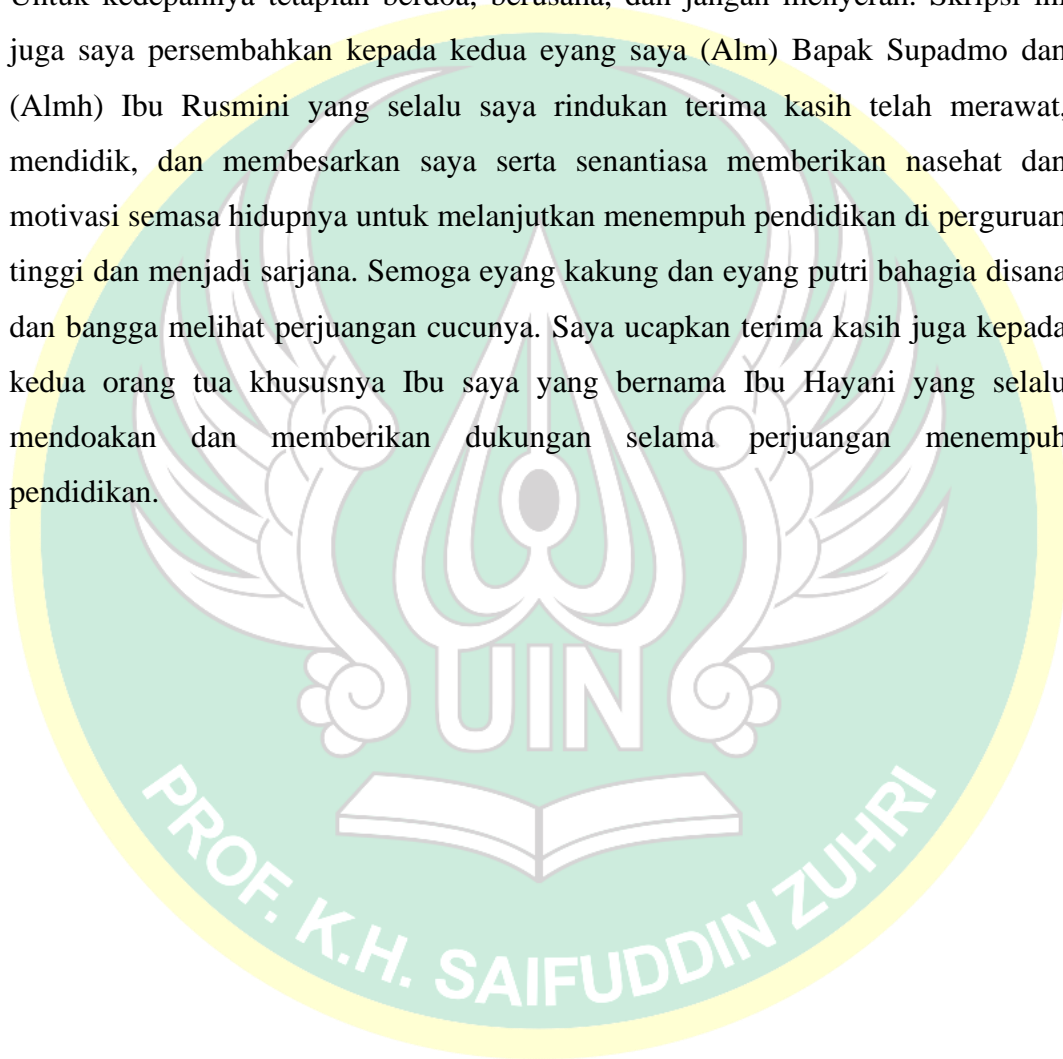 Untuk kedepannya tetaplah berdoa, berusaha, dan jangan menyerah. Skripsi ini
juga saya persembahkan kepada kedua eyang saya (Alm) Bapak Supadmo dan
(Almh) Ibu Rusmini yang selalu saya rindukan terima kasih telah merawat,
mendidik, dan membesarkan saya serta senantiasa memberikan nasehat dan
motivasi semasa hidupnya untuk melanjutkan menempuh pendidikan di perguruan
tinggi dan menjadi sarjana. Semoga eyang kakung dan eyang putri bahagia disana
dan bangga melihat perjuangan cucunya. Saya ucapkan terima kasih juga kepada
kedua orang tua khususnya Ibu saya yang bernama Ibu Hayani yang selalu
mendoakan dan memberikan dukungan selama perjuangan menempuh
pendidikan.
UIN
PROF. K.H. SAIFUDDIN ZUHRI